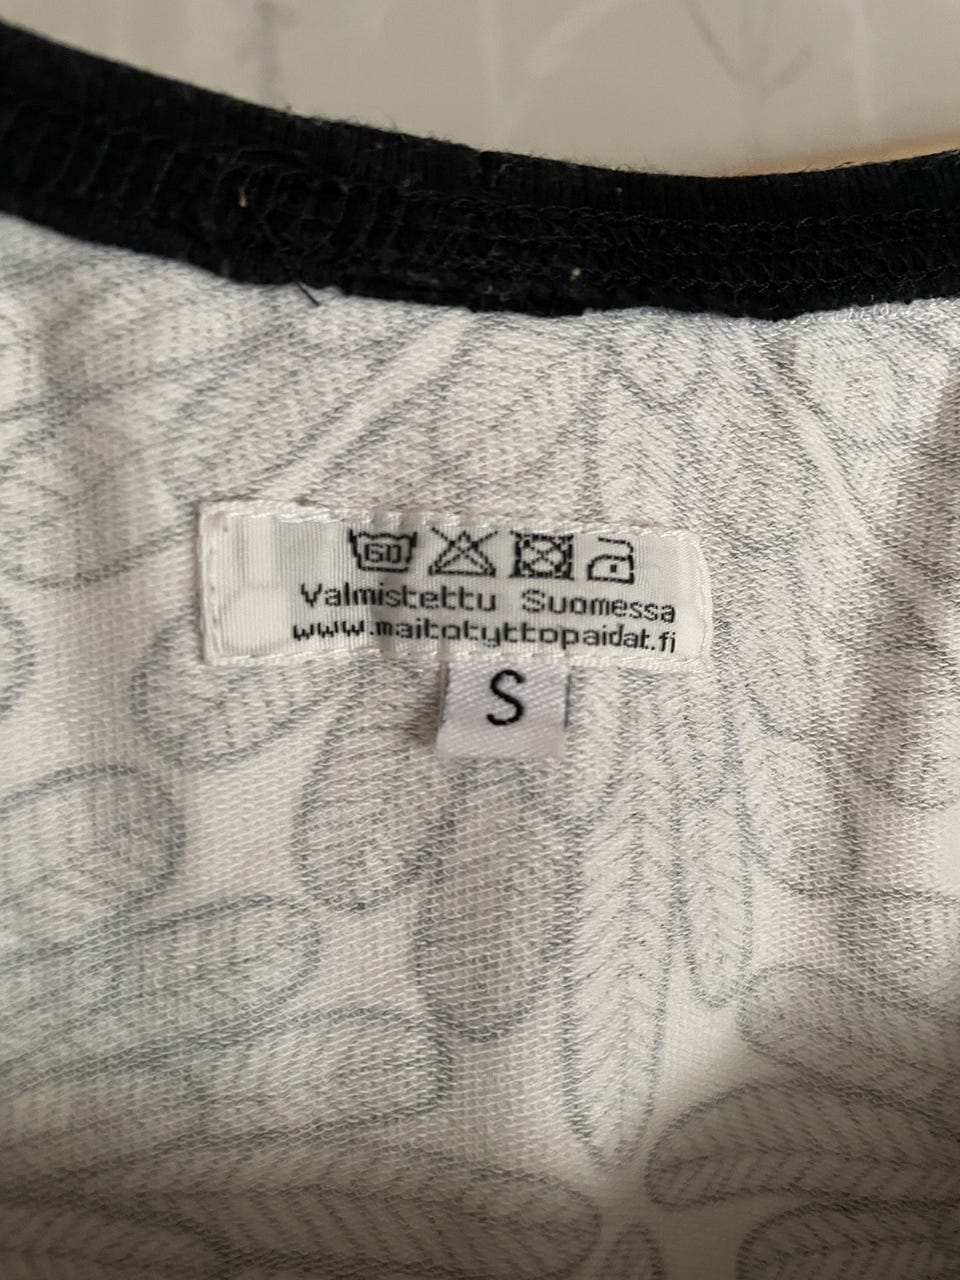 60
Valmistettu Suomessa
www.maitotyttopaidat.fi
S